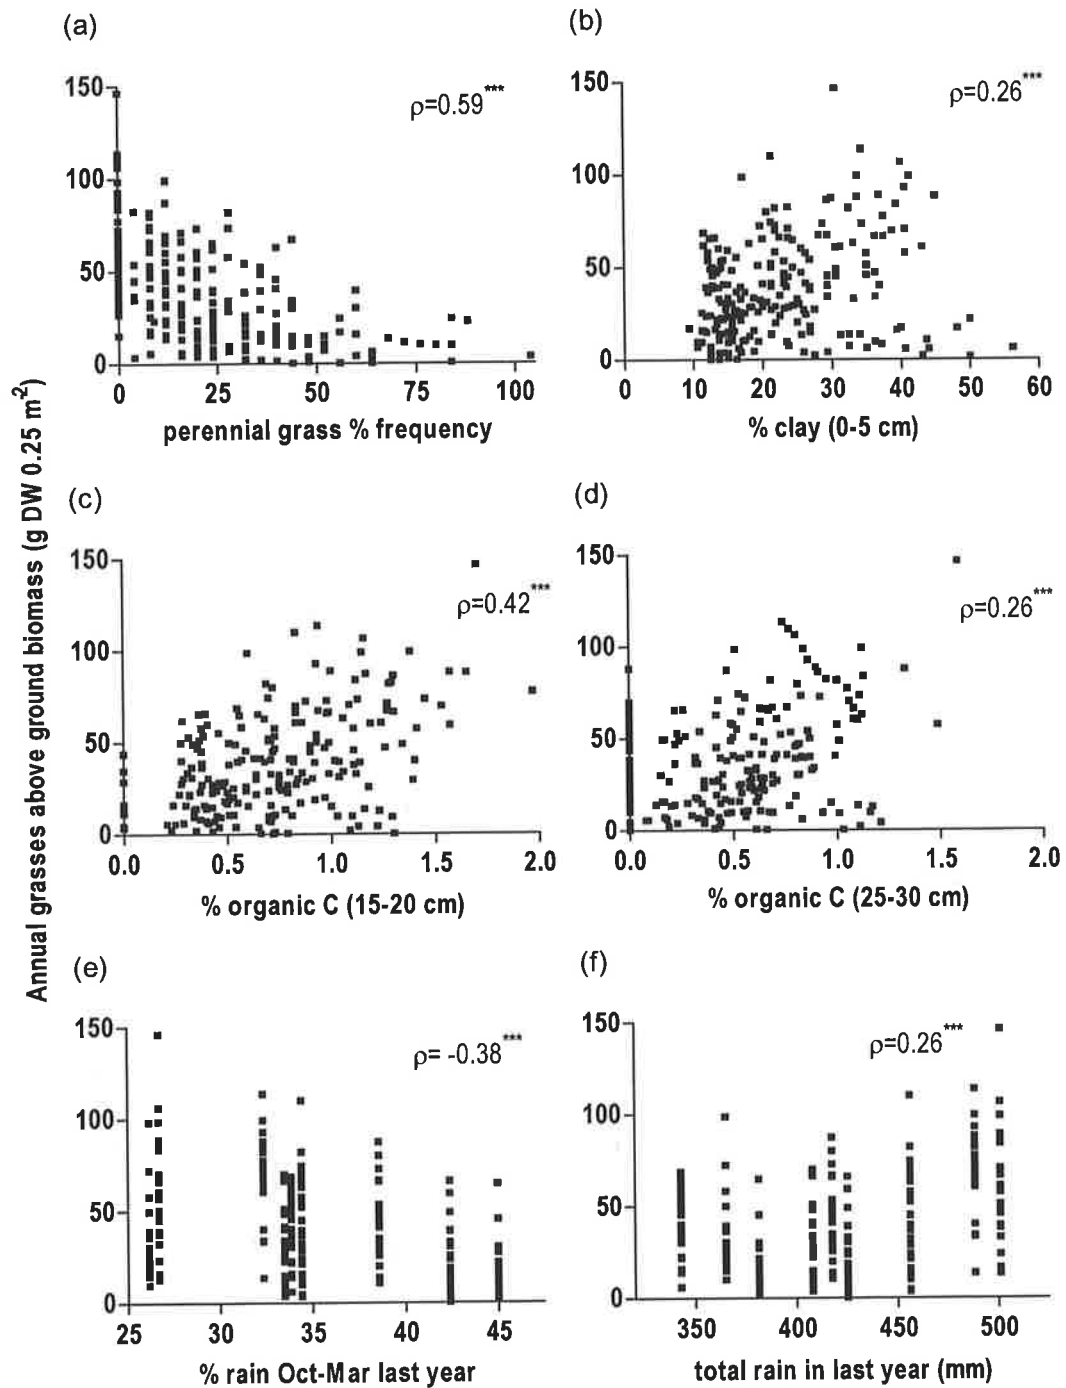 (a)
150
100
50
0
ρ=0.59***
0 25 50 75 100
perennial grass % frequency
(b)
150
100
50
0
ρ=0.26***
0 10 20 30 40 50 60
% clay (0-5 cm)
Annual grasses above ground biomass (g DW 0.25 m²)
(c)
150
100
50
0
ρ=0.42***
0.0 0.5 1.0 1.5 2.0
% organic C (15-20 cm)
(d)
150
100
50
0
ρ=0.26***
0.0 0.5 1.0 1.5 2.0
% organic C (25-30 cm)
(e)
150
100
50
0
ρ= -0.38***
25 30 35 40 45
% rain Oct-Mar last year
(f)
150
100
50
0
ρ=0.26***
350 400 450 500
total rain in last year (mm)